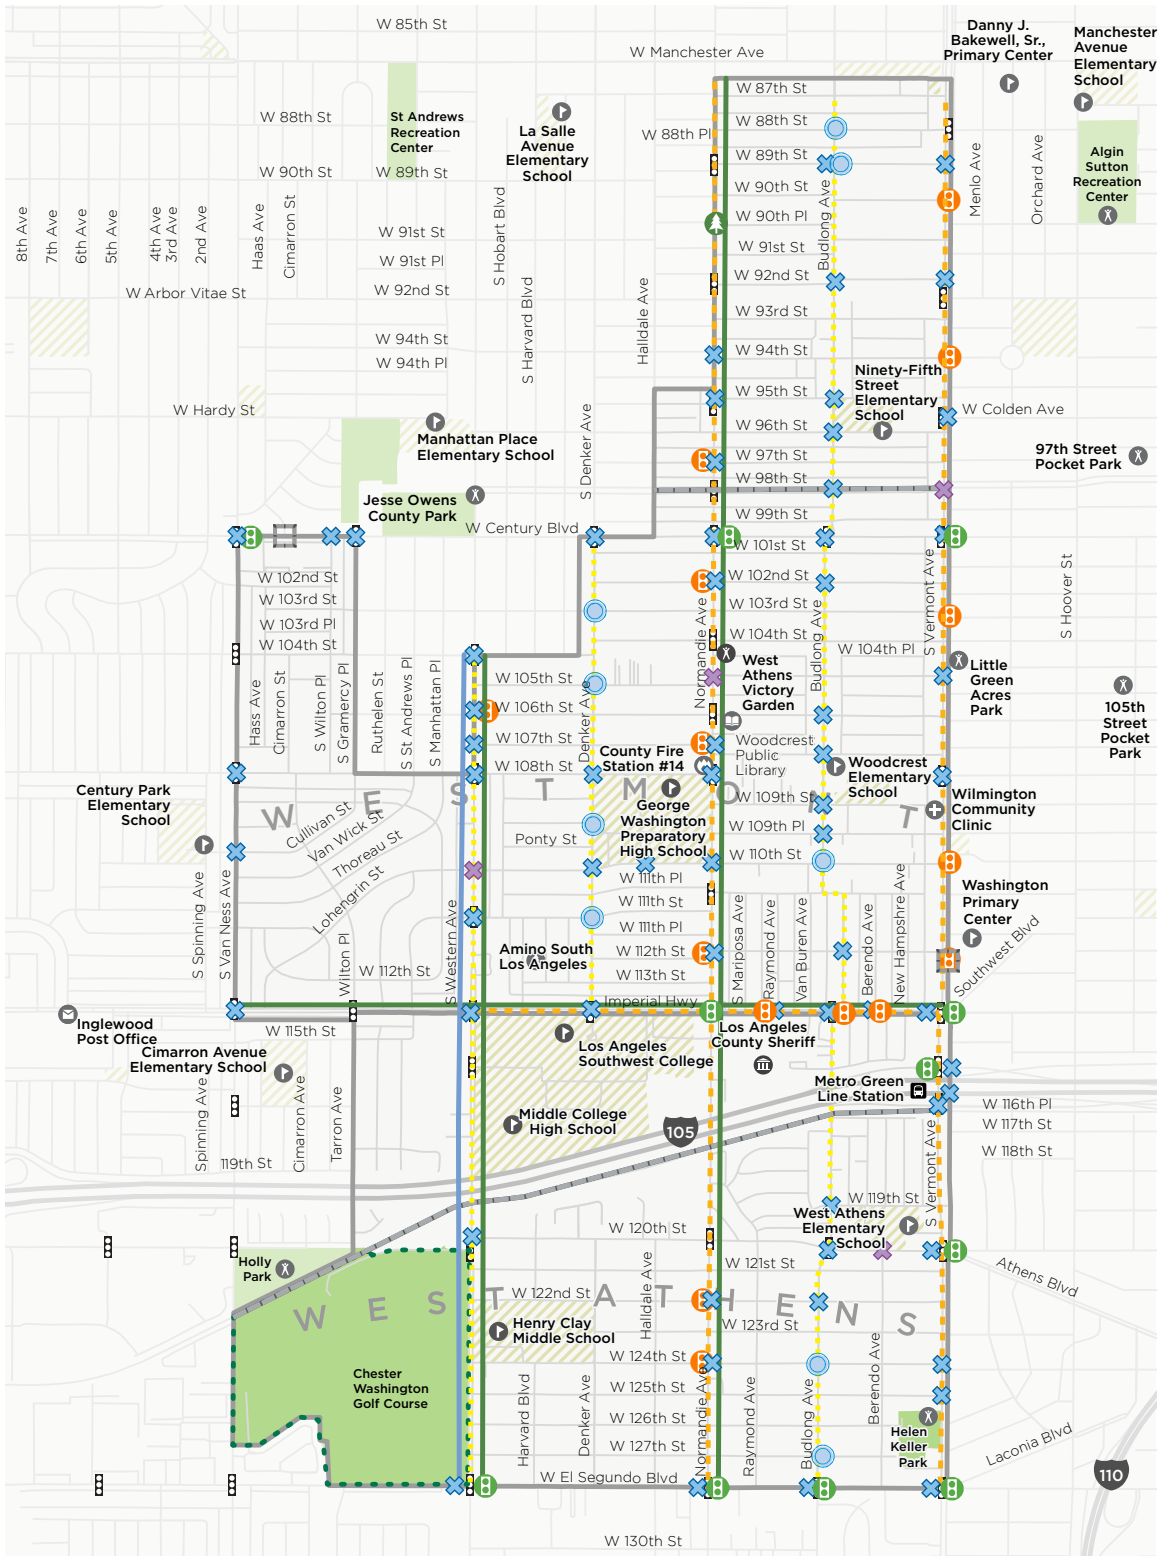 W 85th St
W Manchester Ave
Danny J.
Bakewell, Sr.,
Primary Center
Manchester
Avenue
Elementary
School
W 87th St
W 88th St
St Andrews
Recreation
Center
La Salle
Avenue
Elementary
School
W 88th Pl
W 88th St
W 89th St
W 90th St
W 90th St
W 89th St
W 90th Pl
W 91st St
W 92nd St
Algin
Sutton
Recreation
Center
Menlo Ave
Orchard Ave
8th Ave
7th Ave
6th Ave
5th Ave
4th Ave
3rd Ave
2nd Ave
Haas Ave
Cimarron St
W 91st St
W 91st Pl
W 92nd St
W Arbor Vitae St
S Hobart Blvd
S Harvard Blvd
Halldale Ave
Budlong Ave
W 93rd St
W 94th St
W 94th Pl
W 94th St
W 95th St
W 96th St
W 97th St
W 98th St
W 99th St
Ninety-Fifth
Street
Elementary
School
W Colden Ave
97th Street
Pocket Park
W Hardy St
Manhattan Place
Elementary School
S Denker Ave
Jesse Owens
County Park
W Century Blvd
W 101st St
W 102nd St
W 103rd St
W 103rd Pl
W 104th St
W 102nd St
W 103rd St
W 104th St
W 104th Pl
S Vermont Ave
S Hoover St
Normandie Ave
Budlong Ave
West
Athens
Victory
Garden
Little
Green
Acres
Park
105th
Street
Pocket
Park
Hass Ave
Cimarron St
S Wilton Pl
S Gramercy Pl
Ruthelen St
S St Andrews Pl
S Manhattan Pl
W 105th St
W 106th St
W 107th St
W 108th St
Denker Ave
County Fire
Station #14
Woodcrest
Public
Library
Woodcrest
Elementary
School
Wilmington
Community
Clinic
WESTMONT
Century Park
Elementary
School
Cullivan St
Van Wick St
Thoreau St
Lohengrin St
Ponty St
George
Washington
Preparatory
High School
W 109th St
W 109th Pl
W 110th St
W 111th Pl
W 111th St
W 111th Pl
W 112th St
W 113th St
Washington
Primary
Center
Southwest Blvd
S Spinning Ave
S Van Ness Ave
Wilton Pl
W 112th St
S Western Ave
Amino South
Los Angeles
S Mariposa Ave
Raymond Ave
Van Buren Ave
Berendo Ave
New Hampshire Ave
Imperial Hwy
Inglewood
Post Office
W 115th St
Cimarron Avenue
Elementary School
Los Angeles
Southwest College
Los Angeles
County Sheriff
Metro Green
Line Station
Middle College
High School
105
W 116th Pl
W 117th St
W 118th St
Spinning Ave
Cimarron Ave
Tarron Ave
119th St
S Vermont Ave
W 119th St
West Athens
Elementary
School
W 120th St
W 121st St
Athens Blvd
Holly
Park
WEST ATHENS
W 122nd St
Halldale Ave
W 123rd St
Henry Clay
Middle School
W 124th St
W 125th St
W 126th St
W 127th St
Chester
Washington
Golf Course
Harvard Blvd
Denker Ave
Normandie Ave
Raymond Ave
Budlong Ave
Berendo Ave
Helen
Keller
Park
Laconia Blvd
W El Segundo Blvd
110
W 130th St